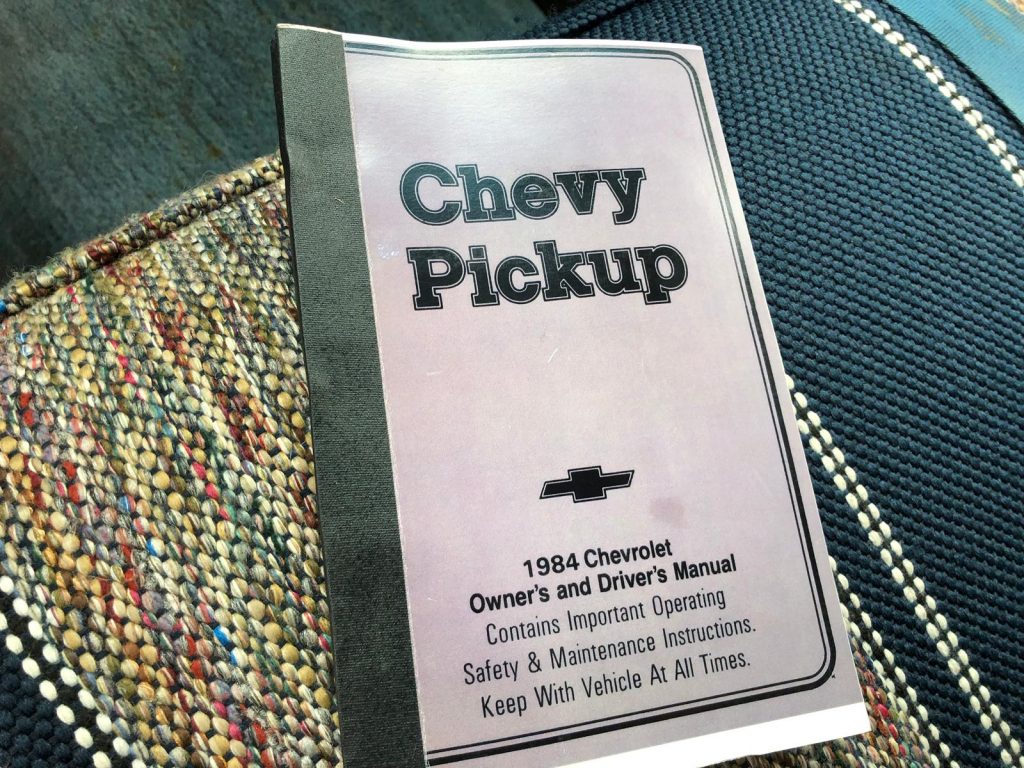 Chevy
Pickup
1984 Chevrolet
Owner's and Driver's Manual
Contains Important Operating
Safety & Maintenance Instructions.
Keep With Vehicle At All Times.